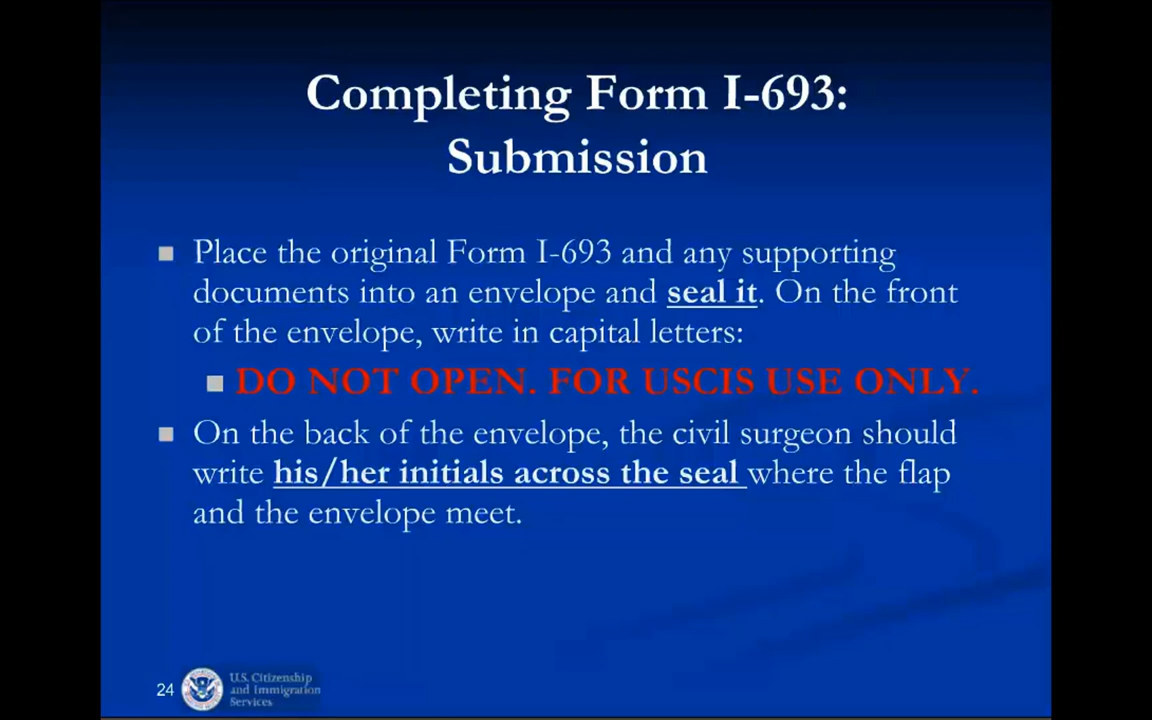 Completing Form I-693:
Submission
Place the original Form I-693 and any supporting
documents into an envelope and seal it. On the front
of the envelope, write in capital letters:
DO NOT OPEN. FOR USCIS USE ONLY.
On the back of the envelope, the civil surgeon should
write his/her initials across the seal where the flap
and the envelope meet.
24
U.S. Citizenship
and Immigration
Services